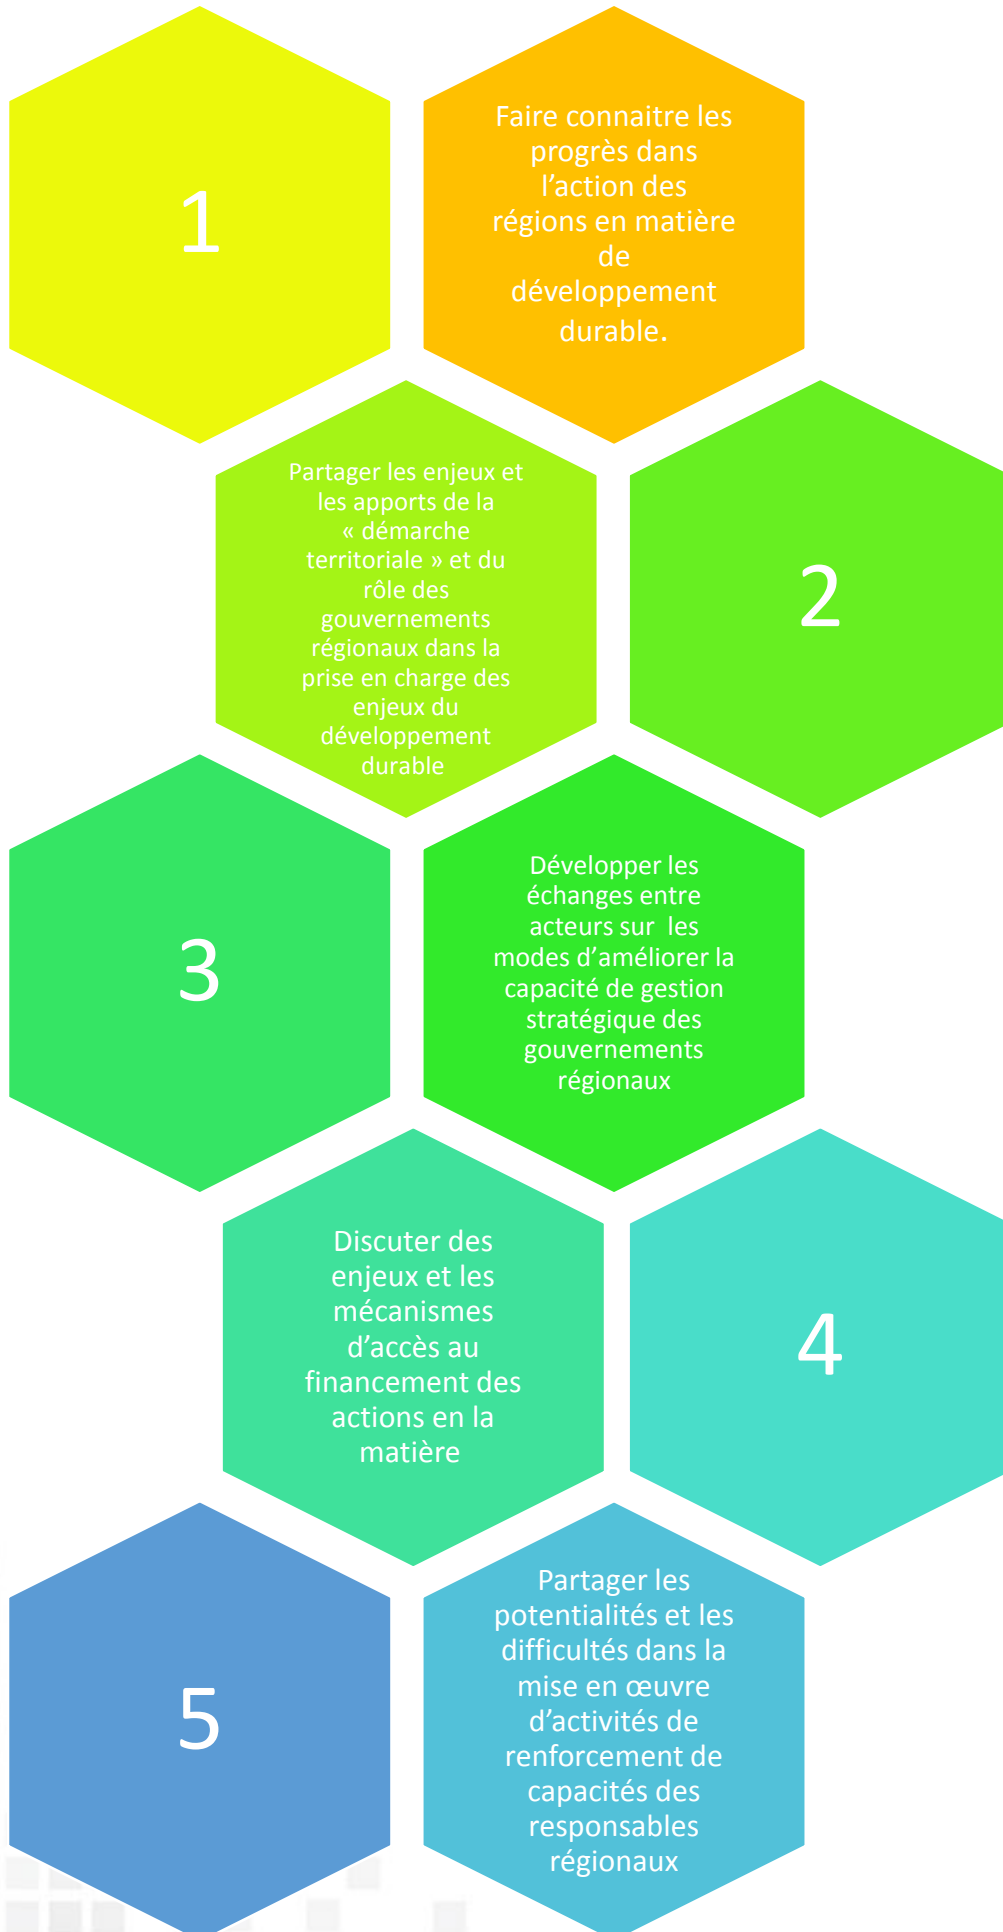 1
Faire connaitre les
progrès dans
l’action des
régions en matière
de
développement
durable.
Partager les enjeux et
les apports de la
« démarche
territoriale » et du
rôle des
gouvernements
régionaux dans la
prise en charge des
enjeux du
développement
durable
2
3
Développer les
échanges entre
acteurs sur  les
modes d’améliorer la
capacité de gestion
stratégique des
gouvernements
régionaux
Discuter des
enjeux et les
mécanismes
d’accès au
financement des
actions en la
matière
4
5
Partager les
potentialités et les
difficultés dans la
mise en œuvre
d’activités de
renforcement de
capacités des
responsables
régionaux